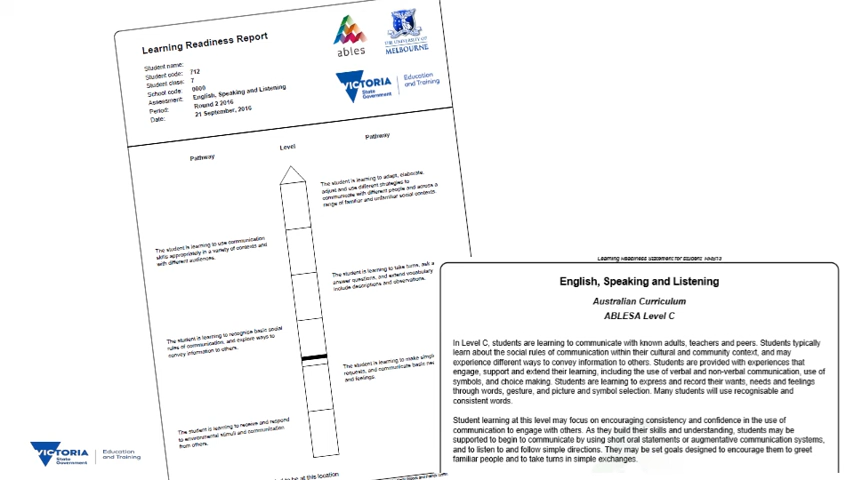 Learning Readiness Report
Student name:
Student code: 712
Student class: 7
School code: 0000
Assessment: English, Speaking and Listening
Period: Round 2 2016
Date: 21 September, 2016
ables
THE UNIVERSITY OF
MELBOURNE
VICTORIA
State
Government
Education
and Training
Pathway
Level
Pathway
The student is learning to adapt, elaborate,
adjust and use different strategies to
communicate with different people and across a
range of familiar and unfamiliar social contexts.
The student is learning to use communication
skills appropriately in a variety of contexts and
with different audiences.
The student is learning to take turns, ask a
answer questions, and extend vocabulary
include descriptions and observations.
The student is learning to recognise basic social
rules of communication, and explore ways to
convey information to others.
The student is learning to make simpl
requests, and communicate basic nee
and feelings.
The student is learning to receive and respond
to environmental stimuli and communication
from others.
to be at this location
Learning Readiness Statement for student
English, Speaking and Listening
Australian Curriculum
ABLESA Level C
In Level C, students are learning to communicate with known adults, teachers and peers. Students typically
learn about the social rules of communication within their cultural and community context, and may
experience different ways to convey information to others. Students are provided with experiences that
engage, support and extend their learning, including the use of verbal and non-verbal communication, use of
symbols, and choice making. Students are learning to express and record their wants, needs and feelings
through words, gesture, and picture and symbol selection. Many students will use recognisable and
consistent words.
Student learning at this level may focus on encouraging consistency and confidence in the use of
communication to engage with others. As they build their skills and understanding, students may be
supported to begin to communicate by using short oral statements or augmentative communication systems,
and to listen to and follow simple directions. They may be set goals designed to encourage them to greet
familiar people and to take turns in simple exchanges.
VICTORIA
State
Government
Education
and Training